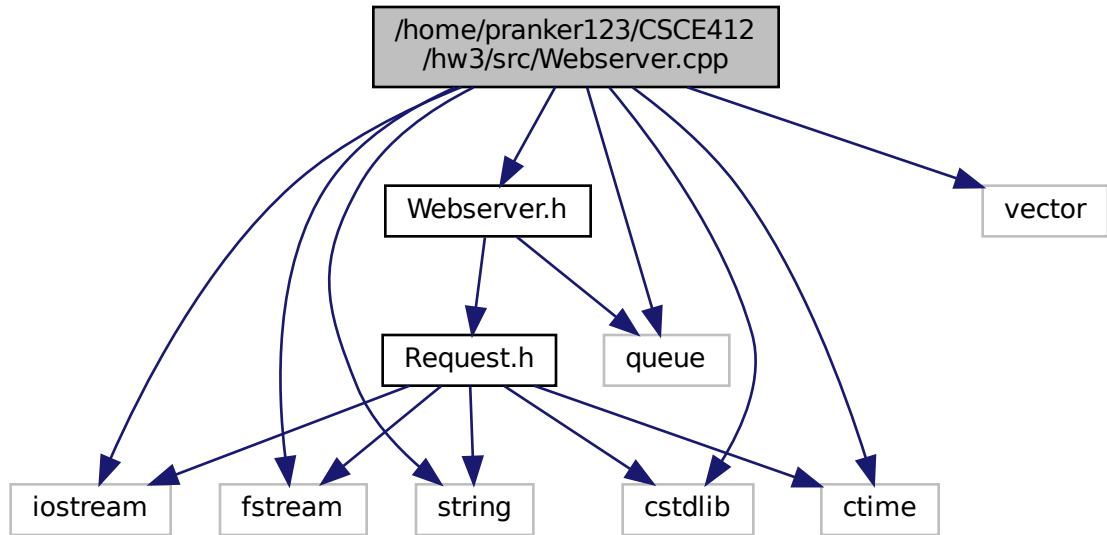 /home/pranker123/CSCE412
/hw3/src/Webserver.cpp
Webserver.h
vector
Request.h
queue
iostream
fstream
string
cstdlib
ctime